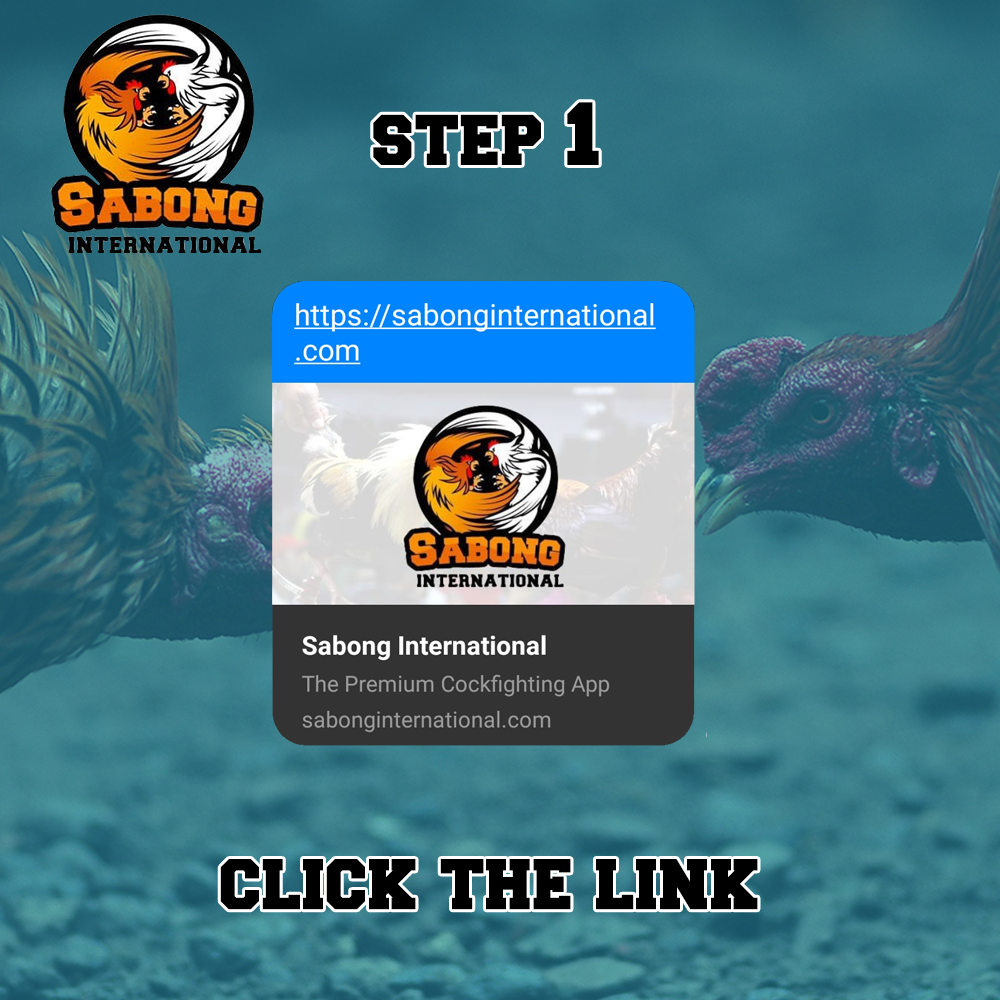 SABONG
INTERNATIONAL
STEP 1
https://sabonginternational
.com
SABONG
INTERNATIONAL
Sabong International
The Premium Cockfighting App
sabonginternational.com
CLICK THE LINK